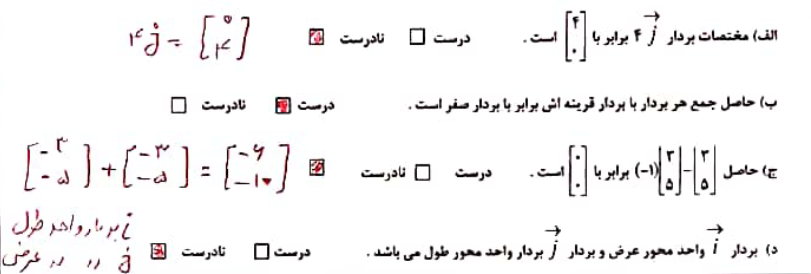 الف) مختصات بردار ۴ j⃗ برابر با [۴ ۰] است . درست □ نادرست ☒ ۴j⃗ = [۰ ۴]
ب) حاصل جمع هر بردار با بردار قرینه اش برابر با بردار صفر است . درست ☒ نادرست □
ج) حاصل (-۱)[۳ ۵]-[۳ ۵] برابر با [۰ ۰] است . درست □ نادرست ☒ [-۳ -۵] + [-۳ -۵] = [-۶ -۱۰]
د) بردار i⃗ واحد محور عرض و بردار j⃗ بردار واحد محور طول می باشد . درست □ نادرست ☒
i بردار واحد طول
j // // عرض